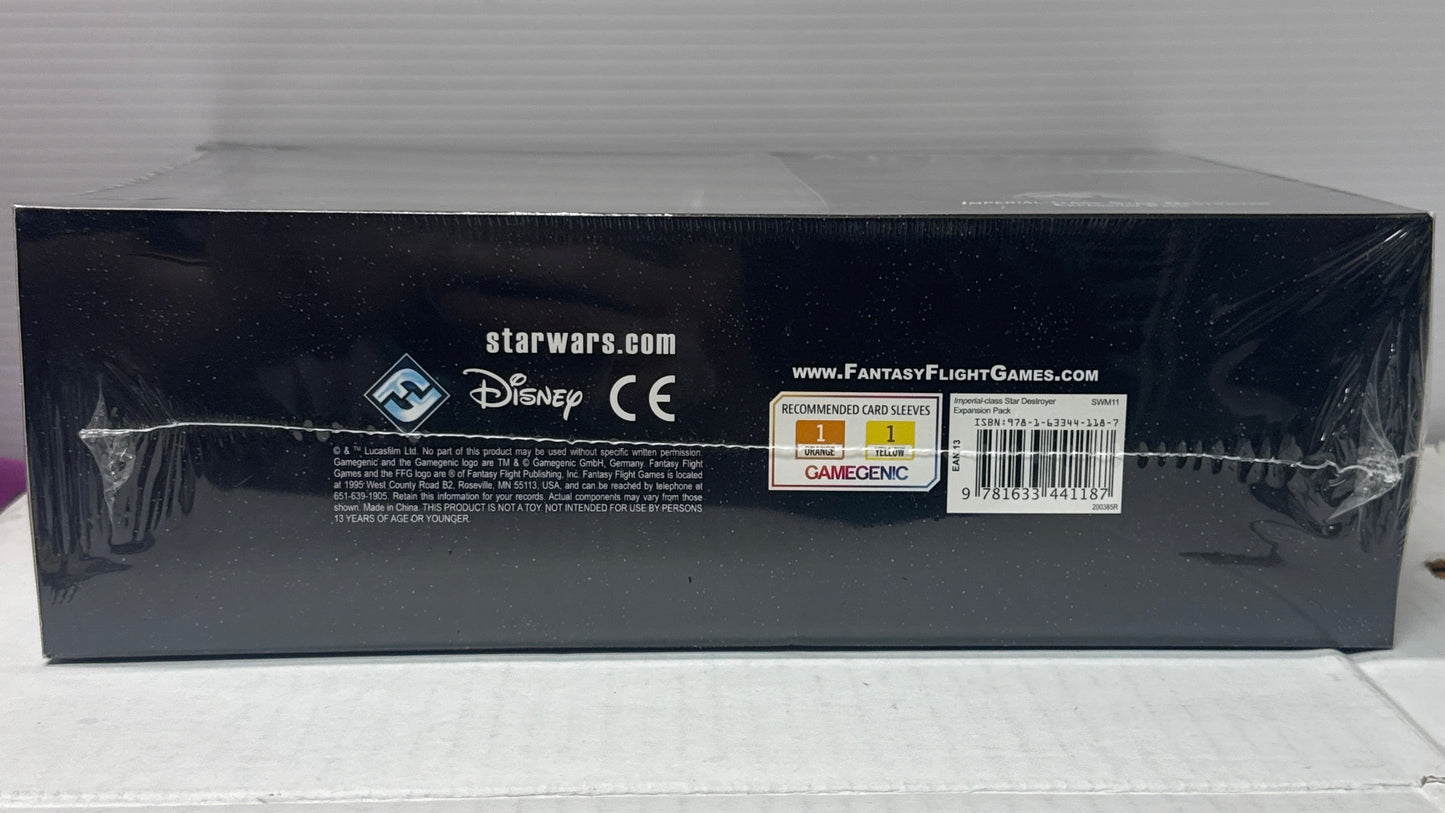 starwars.com
Disney CE
© & ™ Lucasfilm Ltd. No part of this product may be used without specific written permission.
Gamegenic and the Gamegenic logo are TM & © Gamegenic GmbH, Germany. Fantasy Flight
Games and the FFG logo are ® of Fantasy Flight Publishing, Inc. Fantasy Flight Games is located
at 1995 West County Road B2, Roseville, MN 55113, USA, and can be reached by telephone at
651-639-1905. Retain this information for your records. Actual components may vary from those
shown. Made in China. THIS PRODUCT IS NOT A TOY. NOT INTENDED FOR USE BY PERSONS
13 YEARS OF AGE OR YOUNGER.
www.FantasyFlightGames.com
RECOMMENDED CARD SLEEVES
1 1
ORANGE YELLOW
GAMEGEN!C
Imperial-class Star Destroyer SWM11
Expansion Pack
ISBN:978-1-63344-118-7
EAN 13
9 781633 441187
200385R